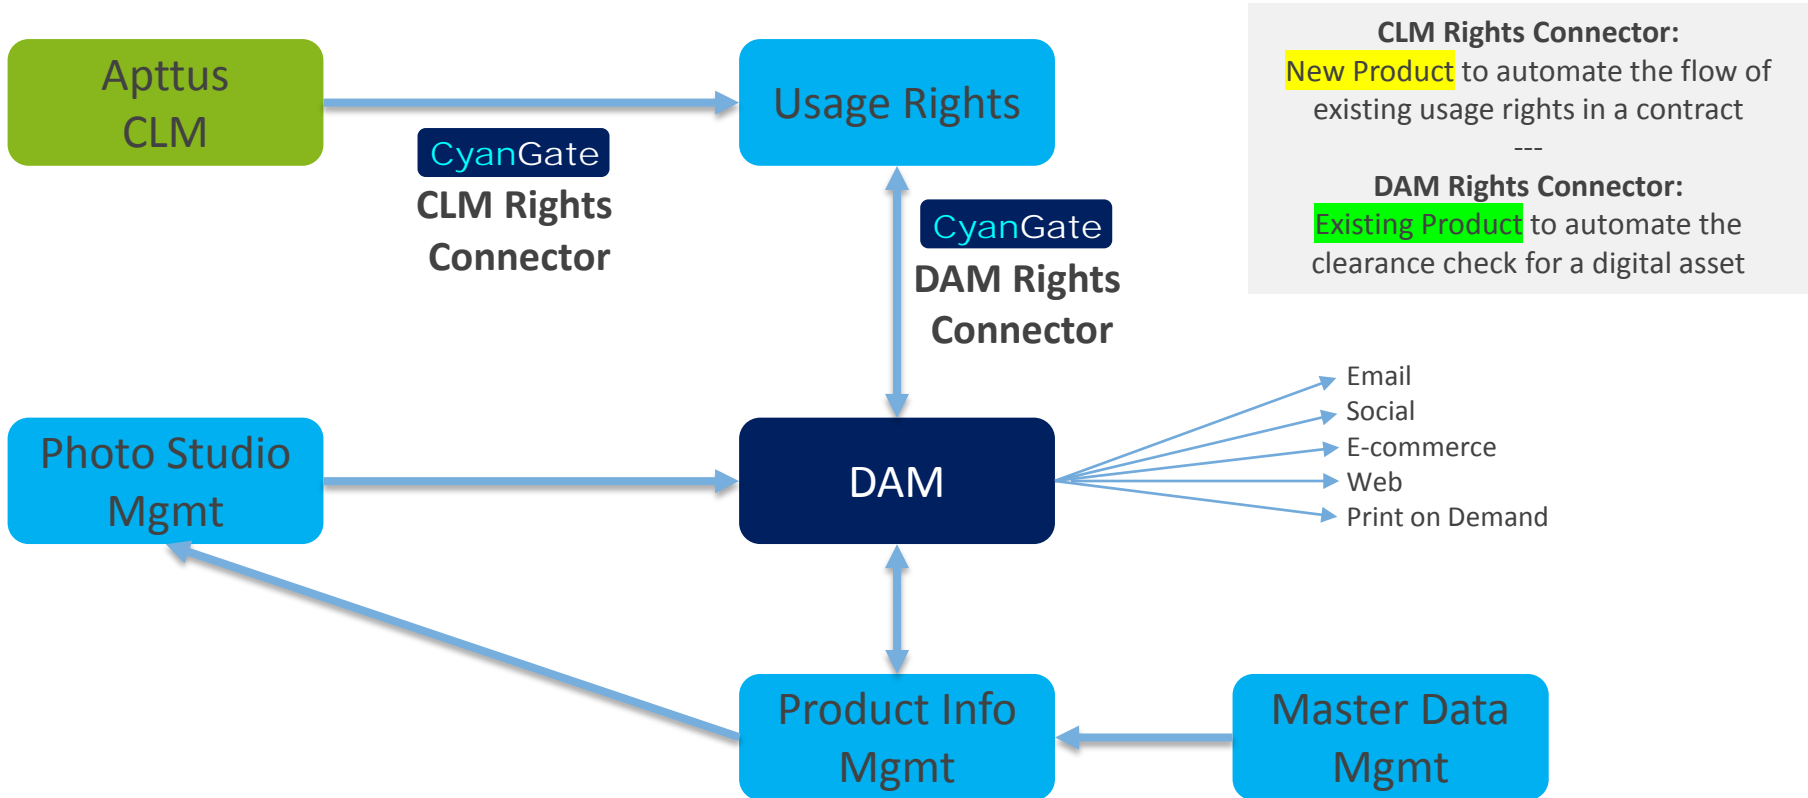 Apttus
CLM
Usage Rights
CyanGate
CLM Rights
Connector
CyanGate
DAM Rights
Connector
CLM Rights Connector:
New Product to automate the flow of
existing usage rights in a contract
---
DAM Rights Connector:
Existing Product to automate the
clearance check for a digital asset
Photo Studio
Mgmt
DAM
Email
Social
E-commerce
Web
Print on Demand
Product Info
Mgmt
Master Data
Mgmt